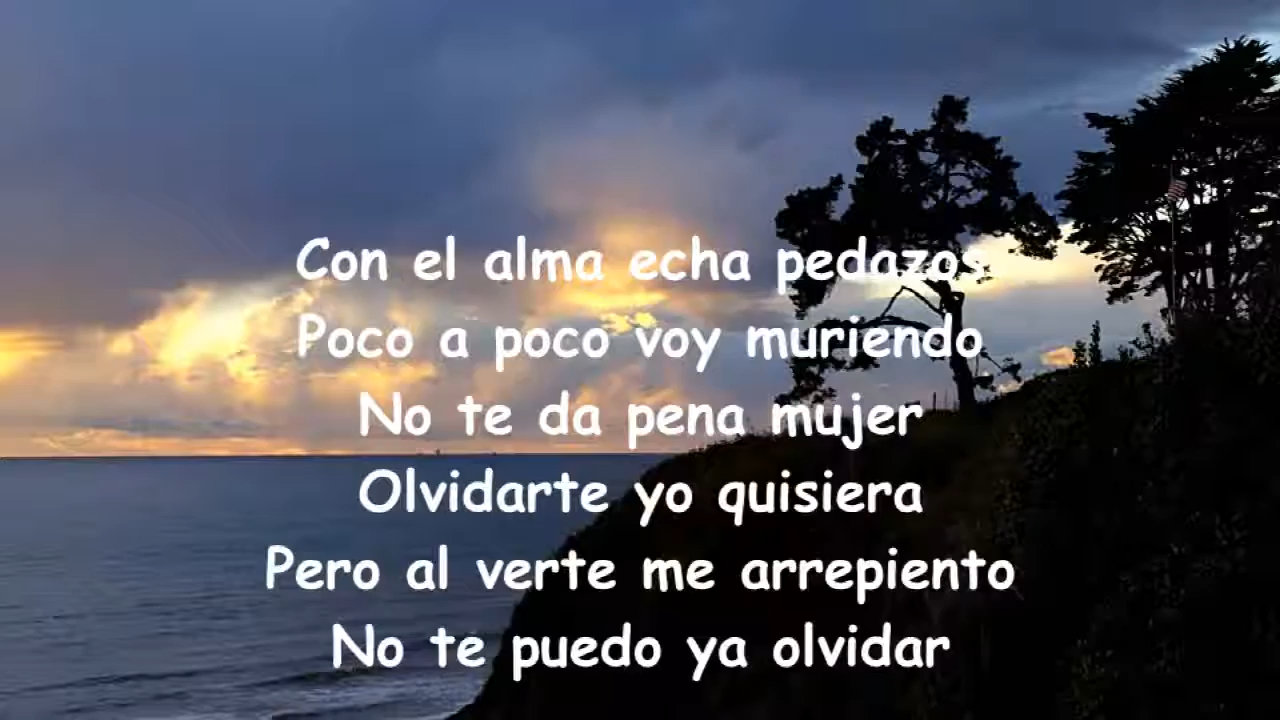 Con el alma echa pedazos
Poco a poco voy muriendo
No te da pena mujer
Olvidarte yo quisiera
Pero al verte me arrepiento
No te puedo ya olvidar